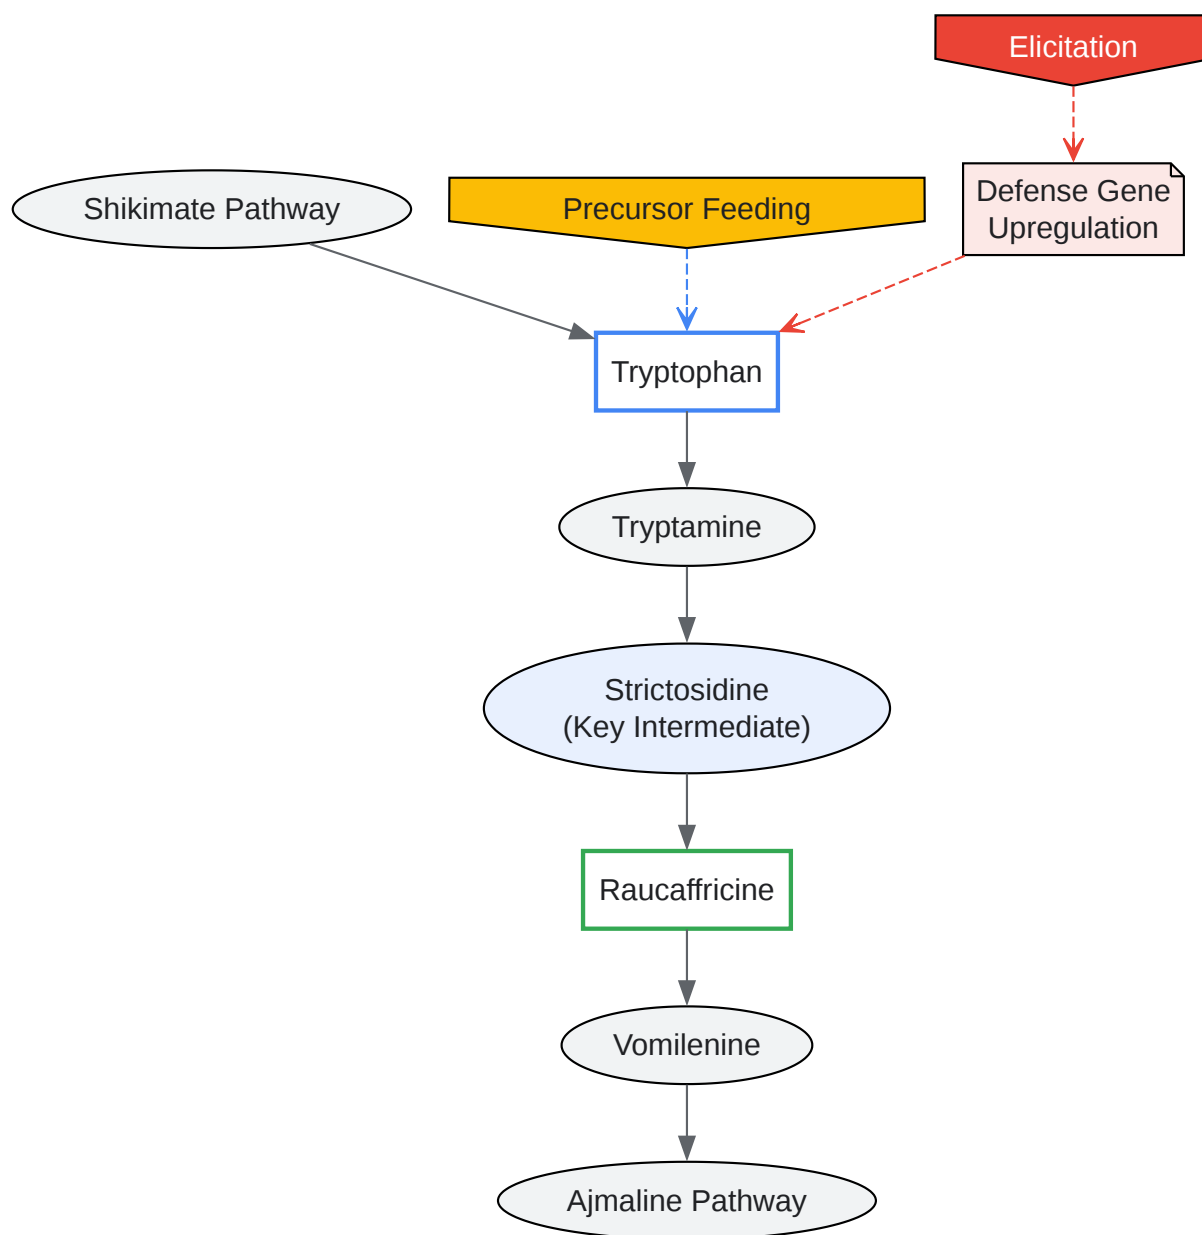 Elicitation
Shikimate Pathway
Precursor Feeding
Defense Gene
Upregulation
Tryptophan
Tryptamine
Strictosidine
(Key Intermediate)
Raucaffricine
Vomilenine
Ajmaline Pathway